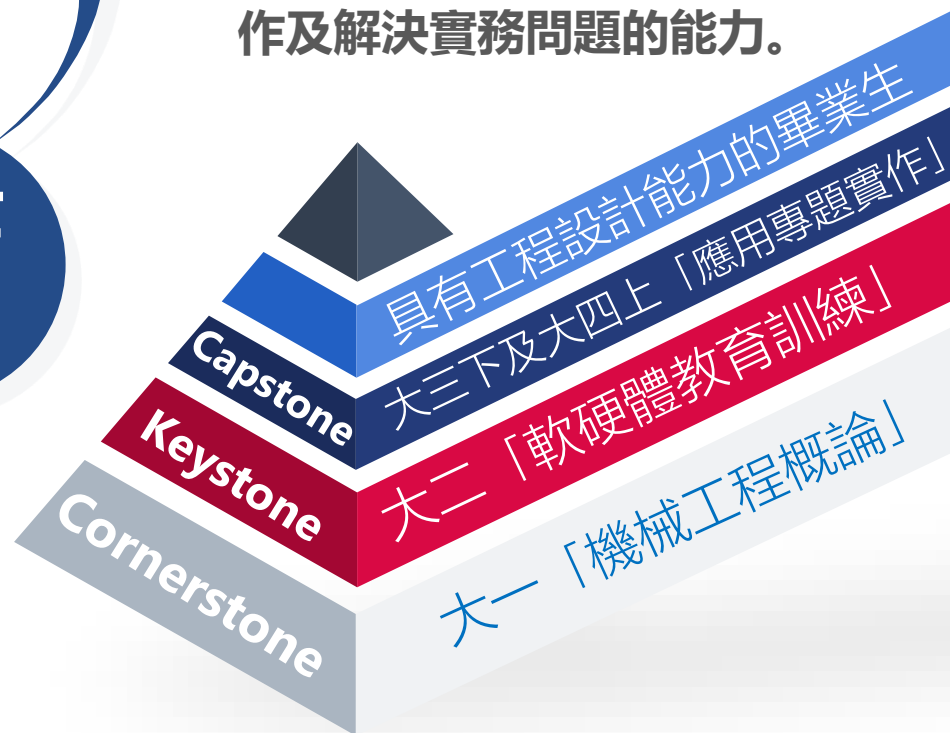 作及解決實務問題的能力。
具有工程設計能力的畢業生
Capstone
大三下及大四上「應用專題實作」
Keystone
大二「軟硬體教育訓練」
Cornerstone
大一「機械工程概論」